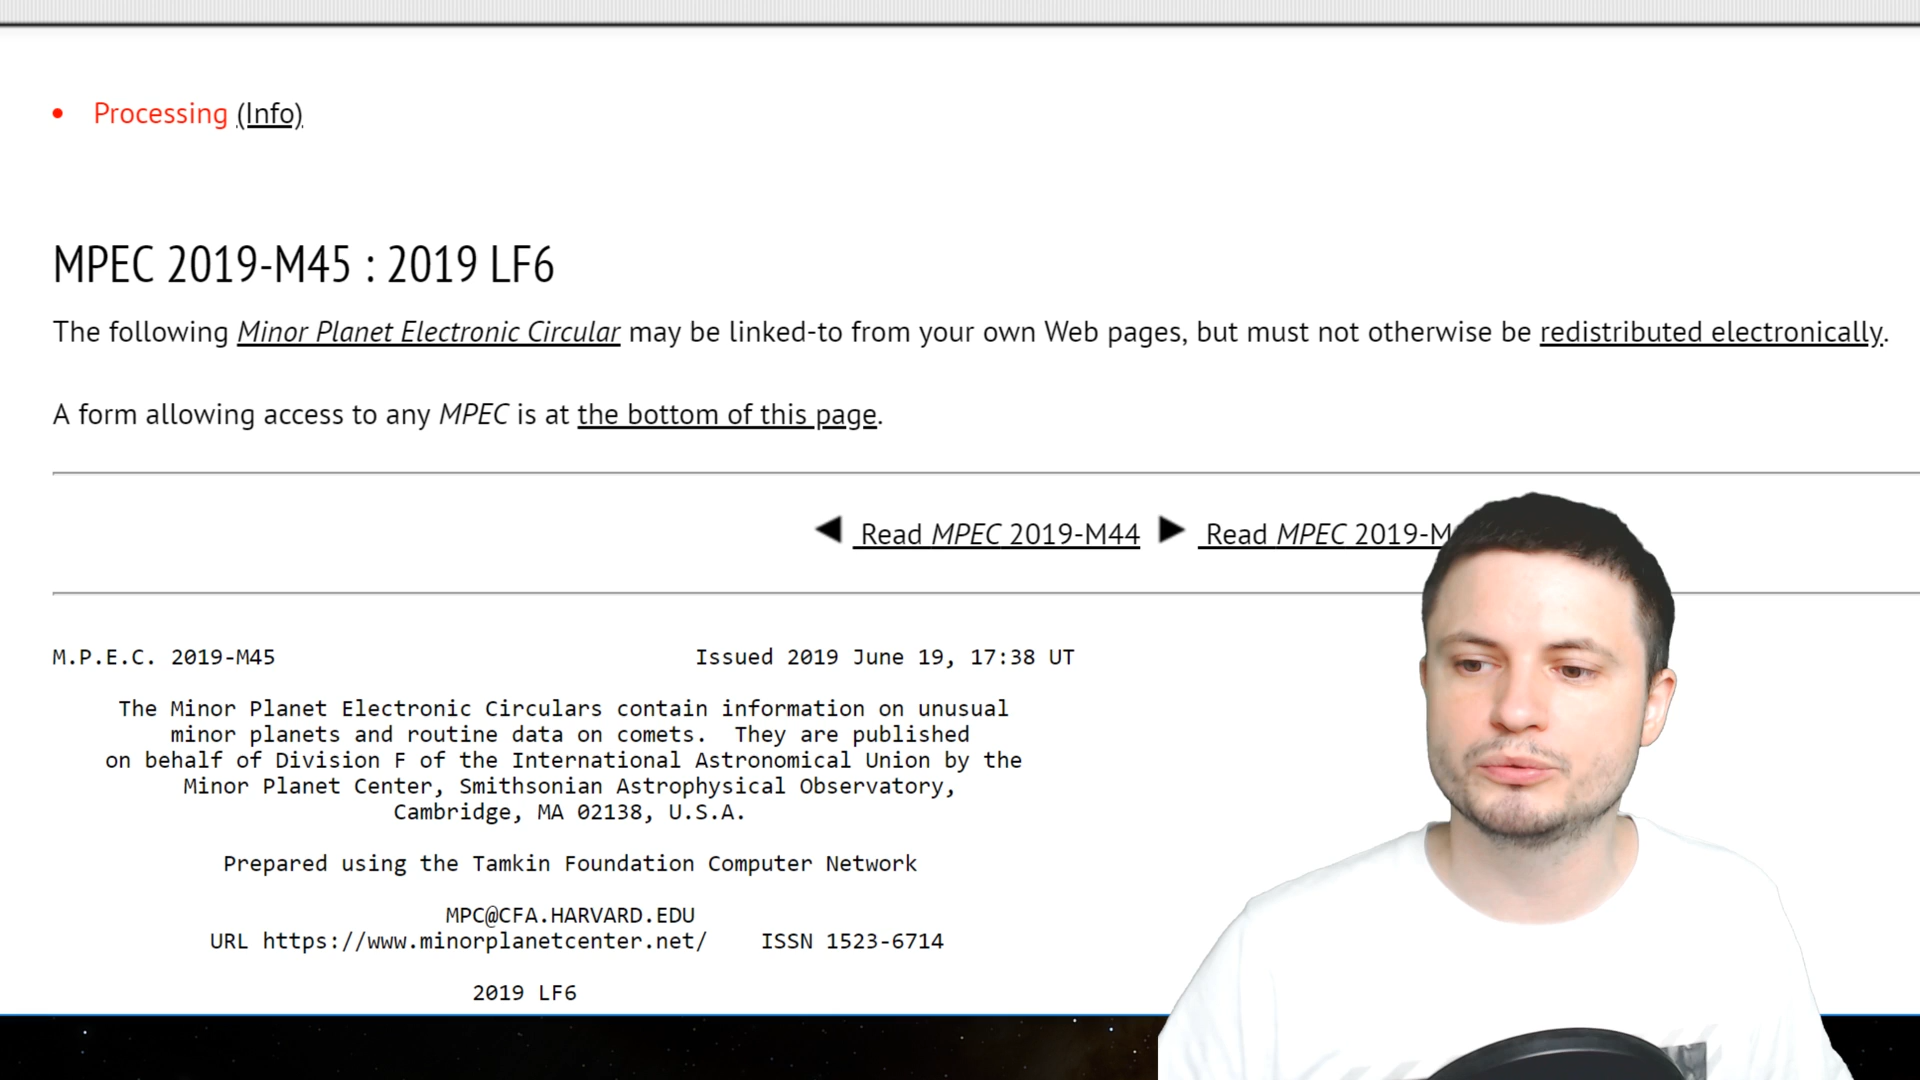 Processing (Info)
MPEC 2019-M45 : 2019 LF6
The following Minor Planet Electronic Circular may be linked-to from your own Web pages, but must not otherwise be redistributed electronically.
A form allowing access to any MPEC is at the bottom of this page.
Read MPEC 2019-M44 Read MPEC
M.P.E.C. 2019-M45 Issued 2019 June 19, 17:38 UT
The Minor Planet Electronic Circulars contain information on unusual
minor planets and routine data on comets. They are published
on behalf of Division F of the International Astronomical Union by the
Minor Planet Center, Smithsonian Astrophysical Observatory,
Cambridge, MA 02138, U.S.A.
Prepared using the Tamkin Foundation Computer Network
MPC@CFA.HARVARD.EDU
URL https://www.minorplanetcenter.net/ ISSN 1523-6714
2019 LF6